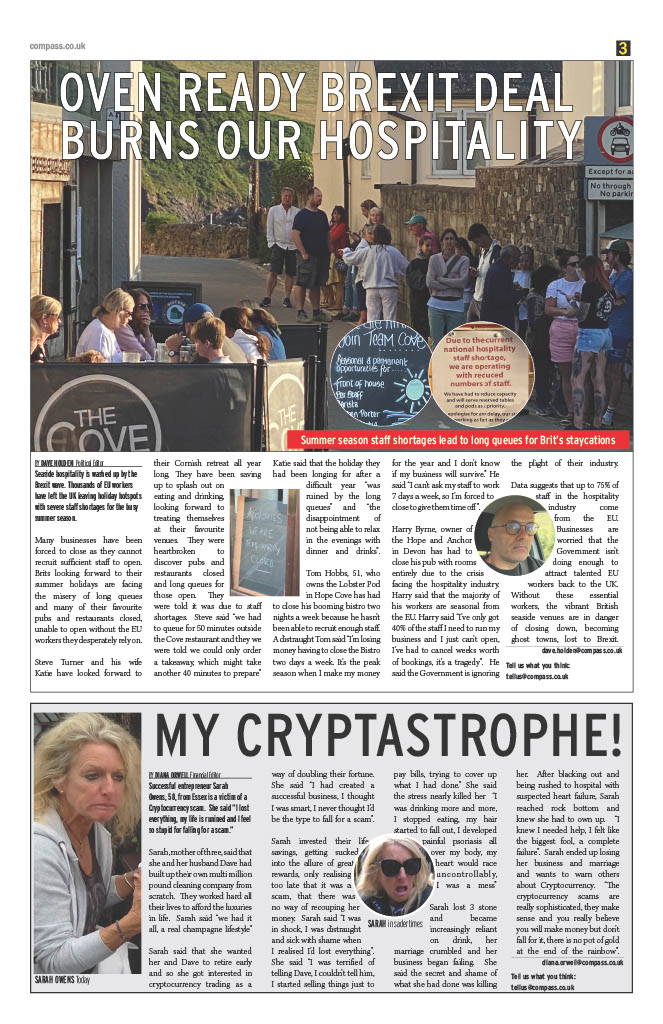 compass.co.uk
3
OVEN READY BREXIT DEAL
BURNS OUR HOSPITALITY
Except for a
No through
No parkin
Join TEAM COVE
Seasonal & permanent
opportunities for...
Front of house
Bar Staff
Barista
Porter
Due to the current
national hospitality
staff shortage,
we are operating
with recuced
numbers of staff.
We have to reduce capacity
and will serve reserved tables
and pods as priority.
apologise for any delay, our
working as fast as they
THE
COVE
Summer season staff shortages lead to long queues for Brit's staycations
BY DAVE HOLDEN Political Editor
Seaside hospitality is washed up by the
Brexit wave. Thousands of EU workers
have left the UK leaving holiday hotspots
with severe staff shortages for the busy
summer season.
Many businesses have been
forced to close as they cannot
recruit sufficient staff to open.
Brits looking forward to their
summer holidays are facing
the misery of long queues
and many of their favourite
pubs and restaurants closed,
unable to open without the EU
workers they desperately rely on.
Steve Turner and his wife
Katie have looked forward to
their Cornish retreat all year
long. They have been saving
up to splash out on
eating and drinking,
looking forward to
treating themselves
at their favourite
venues. They were
heartbroken to
discover pubs and
restaurants closed
and long queues for
those open. They
were told it was due to staff
shortages. Steve said "we had
to queue for 50 minutes outside
the Cove restaurant and they we
were told we could only order
a takeaway, which might take
another 40 minutes to prepare"
APOLOGIES
WE ARE
TEMPORARILY
CLOSED
Katie said that the holiday they
had been longing for after a
difficult year "was
ruined by the long
queues" and "the
disappointment of
not being able to relax
in the evenings with
dinner and drinks".
Tom Hobbs, 51, who
owns the Lobster Pod
in Hope Cove has had
to close his booming bistro two
nights a week because he hasn't
been able to recruit enough staff.
A distraught Tom said "I'm losing
money having to close the Bistro
two days a week. It's the peak
season when I make my money
for the year and I don't know
if my business will survive." He
said "I can't ask my staff to work
7 days a week, so I'm forced to
close to give them time off ".
Harry Byrne, owner of
the Hope and Anchor
in Devon has had to
close his pub with rooms
entirely due to the crisis
facing the hospitality industry.
Harry said that the majority of
his workers are seasonal from
the EU. Harry said "I've only got
40% of the staff I need to run my
business and I just can't open,
I've had to cancel weeks worth
of bookings, it's a tragedy". He
said the Government is ignoring
the plight of their industry.
Data suggests that up to 75% of
staff in the hospitality
industry come
from the EU.
Businesses are
worried that the
Government isn't
doing enough to
attract talented EU
workers back to the UK.
Without these essential
workers, the vibrant British
seaside venues are in danger
of closing down, becoming
ghost towns, lost to Brexit.
dave.holden@compass.co.uk
Tell us what you think:
tellus@compass.co.uk
MY CRYPTASTROPHE!
SARAH OWENS Today
BY DIANA ORWELL Financial Editor
Successful entrepreneur Sarah
Owens, 58, from Essex is a victim of a
Cryptocurrency scam. She said "I lost
everything, my life is ruined and I feel
so stupid for falling for a scam."
Sarah, mother of three, said that
she and her husband Dave had
built up their own multi million
pound cleaning company from
scratch. They worked hard all
their lives to afford the luxuries
in life. Sarah said "we had it
all, a real champagne lifestyle"
Sarah said that she wanted
her and Dave to retire early
and so she got interested in
cryptocurrency trading as a
way of doubling their fortune.
She said "I had created a
successful business, I thought
I was smart, I never thought I'd
be the type to fall for a scam".
Sarah invested their life
savings, getting sucked
into the allure of great
rewards, only realising
too late that it was a
scam, that there was
no way of recouping her
money. Sarah said "I was
in shock, I was distraught
and sick with shame when
I realised I'd lost everything".
She said "I was terrified of
telling Dave, I couldn't tell him,
I started selling things just to
SARAH in sader times
pay bills, trying to cover up
what I had done." She said
the stress nearly killed her "I
was drinking more and more,
I stopped eating, my hair
started to fall out, I developed
painful psoriasis all
over my body, my
heart would race
uncontrollably,
I was a mess"
Sarah lost 3 stone
and became
increasingly reliant
on drink, her
marriage crumbled and her
business began failing. She
said the secret and shame of
what she had done was killing
her. After blacking out and
being rushed to hospital with
suspected heart failure, Sarah
reached rock bottom and
knew she had to own up. "I
knew I needed help, I felt like
the biggest fool, a complete
failure". Sarah ended up losing
her business and marriage
and wants to warn others
about Cryptocurrency. "The
cryptocurrency scams are
really sophisticated, they make
sense and you really believe
you will make money but don't
fall for it, there is no pot of gold
at the end of the rainbow".
diana.orwell@compass.co.uk
Tell us what you think:
tellus@compass.co.uk